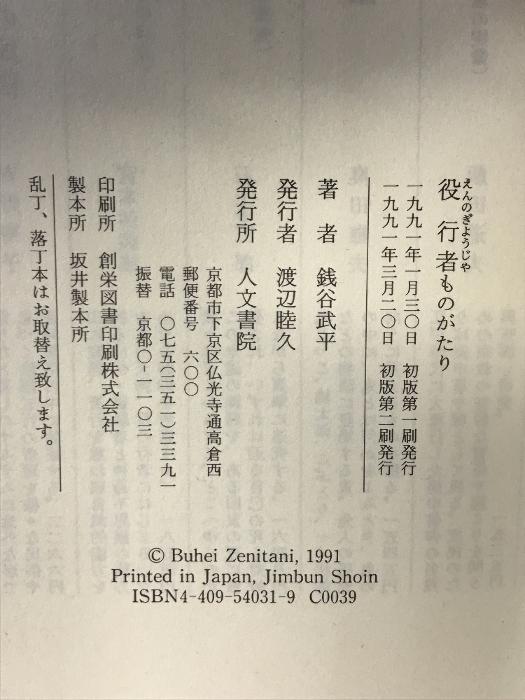 えんのぎようじゃ
役行者ものがたり
一九九一年一月三〇日 初版第一刷発行
一九九一年三月二〇日 初版第二刷発行
著者 銭谷武平
発行者 渡辺睦久
発行所 人文書院
京都市下京区仏光寺通高倉西
郵便番号 六〇〇
電話 〇七五(三五一)三三九一
振替 京都〇-一一〇三
印刷所 創栄図書印刷株式会社
製本所 坂井製本所
乱丁、落丁本はお取替え致します。
© Buhei Zenitani, 1991
Printed in Japan, Jimbun Shoin
ISBN4-409-54031-9 C0039